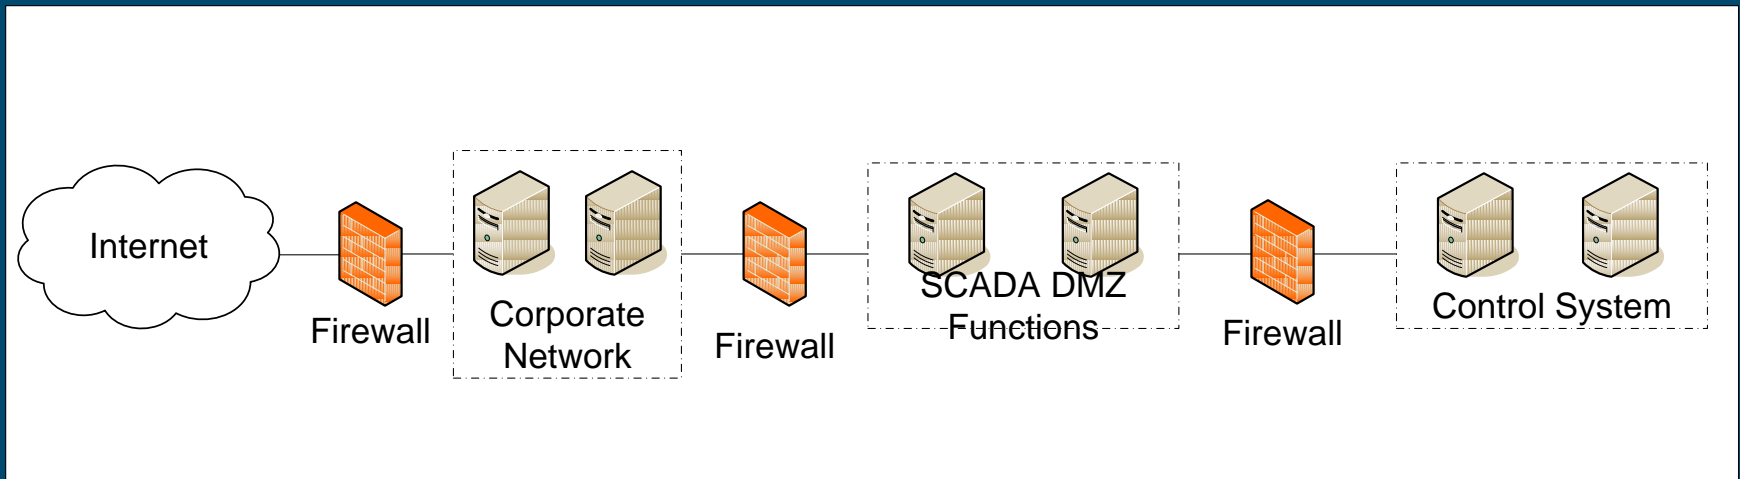 Internet
Firewall
Corporate
Network
Firewall
SCADA DMZ
Functions
Firewall
Control System